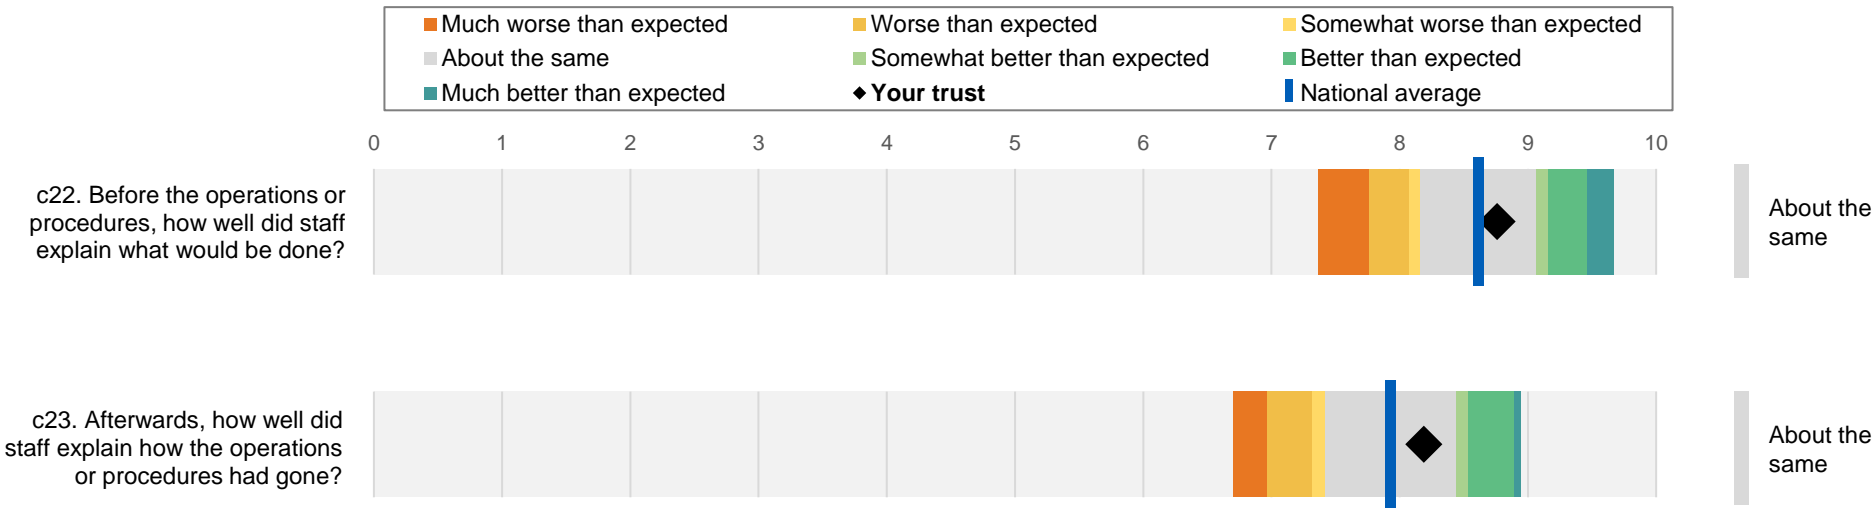 Much worse than expected
Worse than expected
Somewhat worse than expected
About the same
Somewhat better than expected
Better than expected
Much better than expected
Your trust
National average
0 1 2 3 4 5 6 7 8 9 10
c22. Before the operations or
procedures, how well did staff
explain what would be done?
About the
same
c23. Afterwards, how well did
staff explain how the operations
or procedures had gone?
About the
same